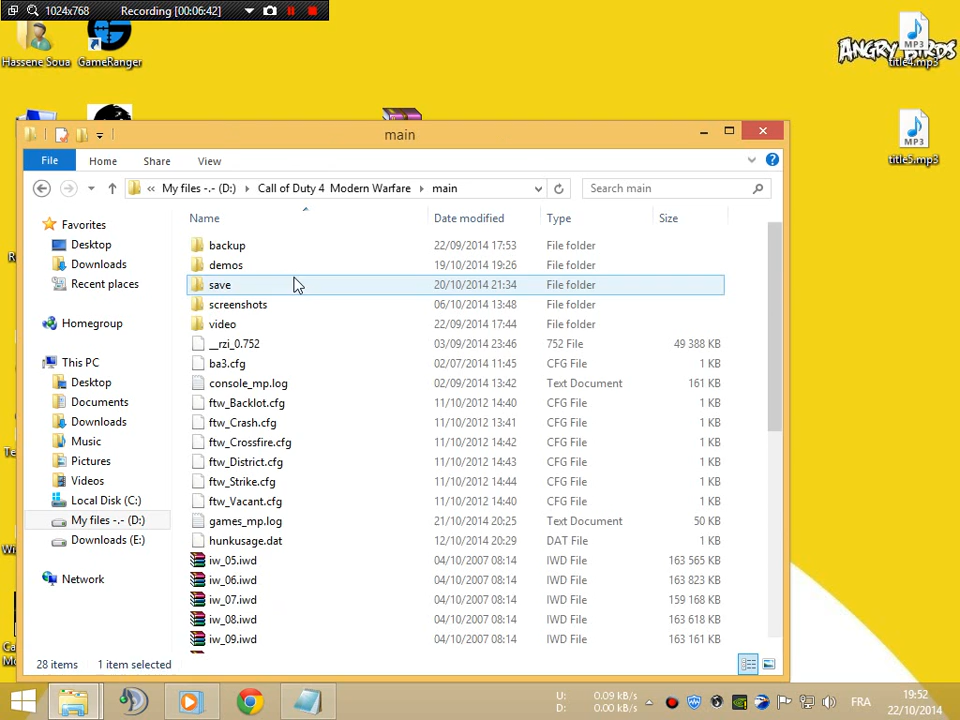 1024x768 Recording [00:06:42]
Hassene Soua
GameRanger
ANGRY BIRDS
title4.mp3
title5.mp3
MP3
MP3
main
File Home Share View
« My files -.- (D:) Call of Duty 4 Modern Warfare main
Search main
Name Date modified Type Size
Favorites
Desktop
Downloads
Recent places
Homegroup
This PC
Desktop
Documents
Downloads
Music
Pictures
Videos
Local Disk (C:)
My files -.- (D:)
Downloads (E:)
Network
backup 22/09/2014 17:53 File folder
demos 19/10/2014 19:26 File folder
save 20/10/2014 21:34 File folder
screenshots 06/10/2014 13:48 File folder
video 22/09/2014 17:44 File folder
__rzi_0.752 03/09/2014 23:46 752 File 49 388 KB
ba3.cfg 02/07/2014 11:45 CFG File 1 KB
console_mp.log 02/09/2014 13:42 Text Document 161 KB
ftw_Backlot.cfg 11/10/2012 14:40 CFG File 1 KB
ftw_Crash.cfg 11/10/2012 13:41 CFG File 1 KB
ftw_Crossfire.cfg 11/10/2012 14:42 CFG File 1 KB
ftw_District.cfg 11/10/2012 14:43 CFG File 1 KB
ftw_Strike.cfg 11/10/2012 14:44 CFG File 1 KB
ftw_Vacant.cfg 11/10/2012 14:40 CFG File 1 KB
games_mp.log 21/10/2014 20:25 Text Document 50 KB
hunkusage.dat 12/10/2014 20:29 DAT File 1 KB
iw_05.iwd 04/10/2007 08:14 IWD File 163 565 KB
iw_06.iwd 04/10/2007 08:14 IWD File 163 823 KB
iw_07.iwd 04/10/2007 08:14 IWD File 159 168 KB
iw_08.iwd 04/10/2007 08:14 IWD File 163 618 KB
iw_09.iwd 04/10/2007 08:14 IWD File 163 161 KB
28 items 1 item selected
U: 0.09 kB/s
D: 0.00 kB/s
FRA
19:52
22/10/2014